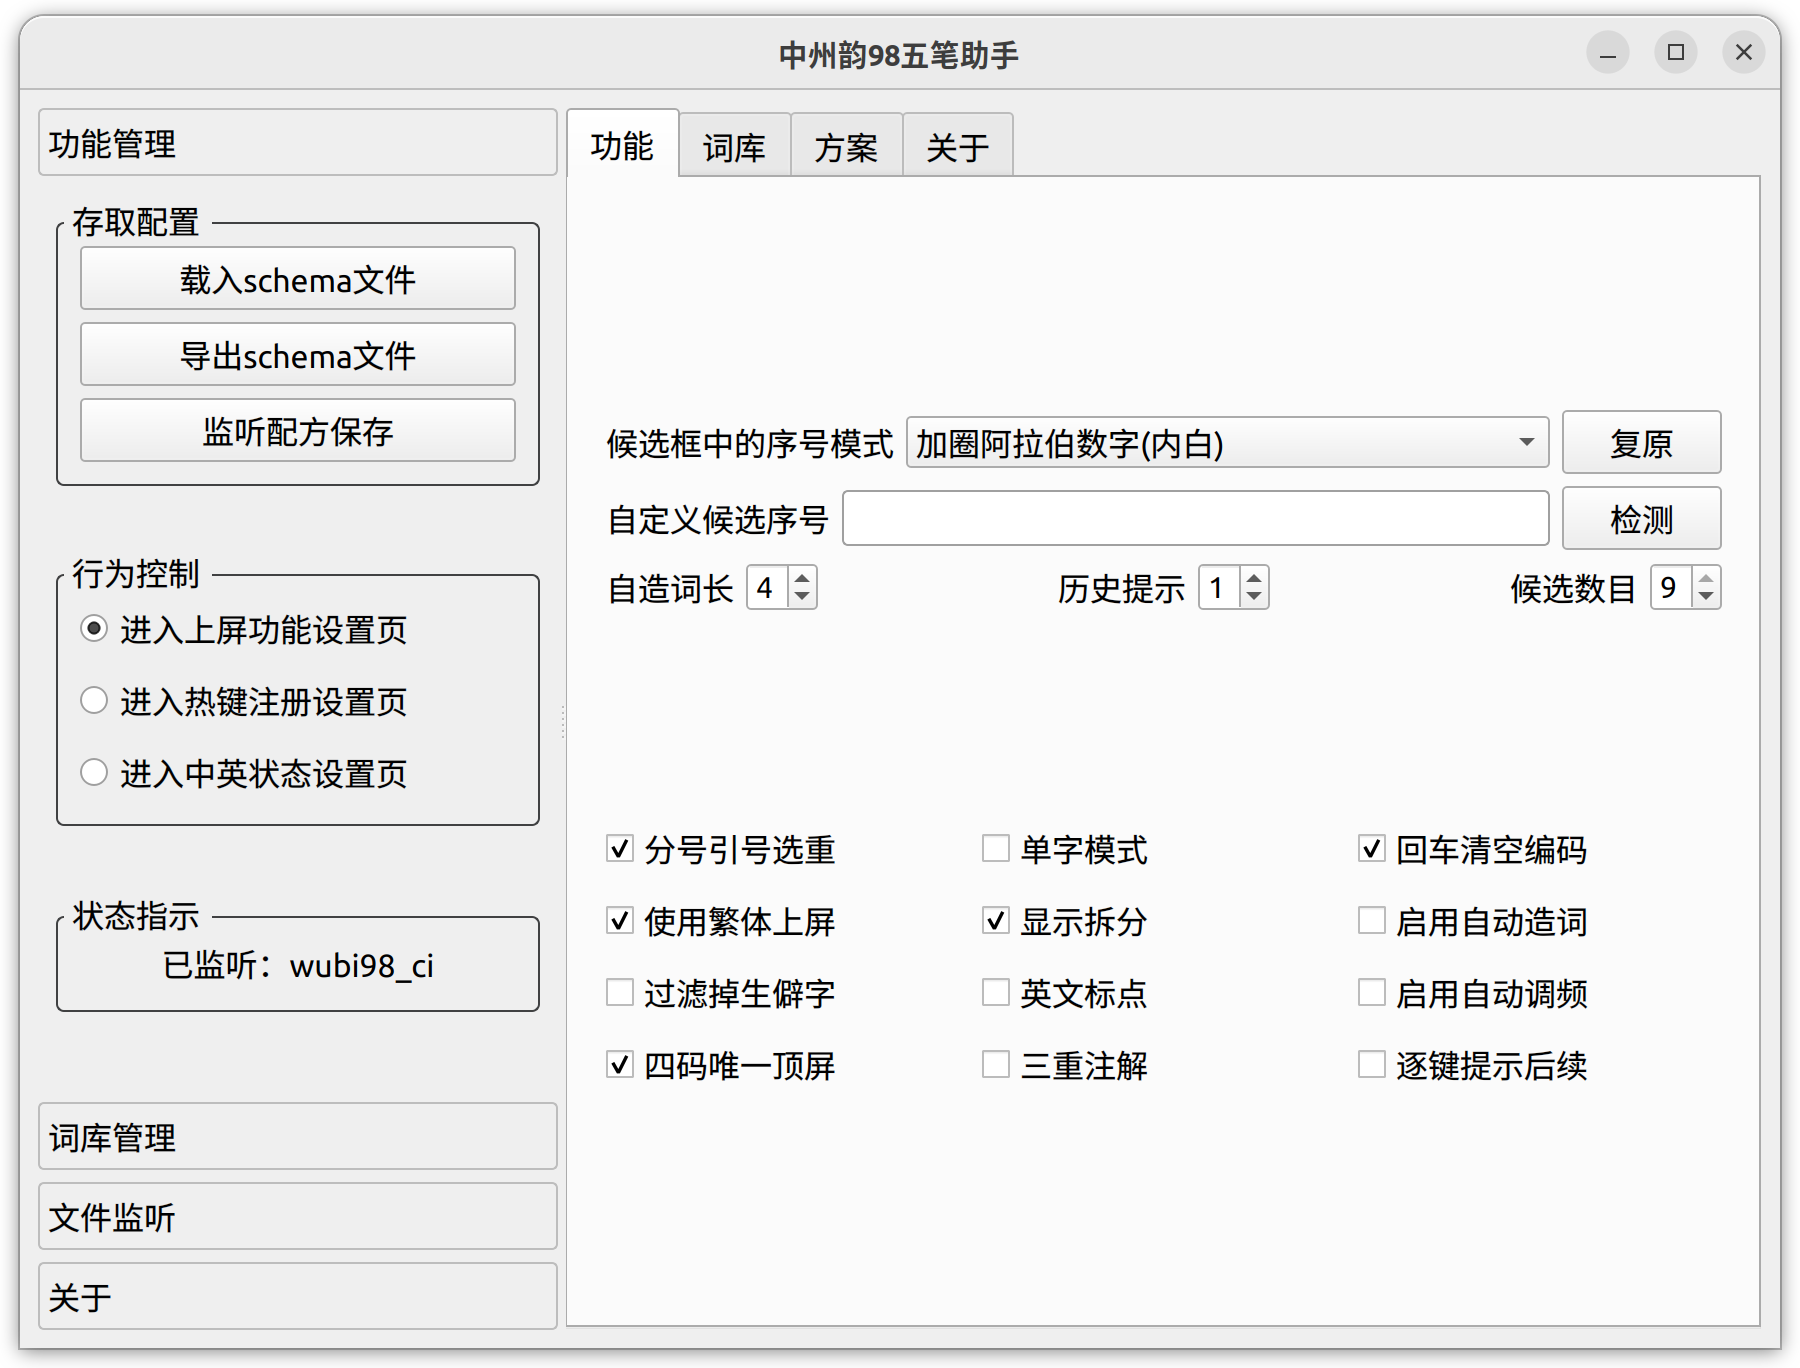 中州韵98五笔助手
功能管理
存取配置
载入schema文件
导出schema文件
监听配方保存
行为控制
进入上屏功能设置页
进入热键注册设置页
进入中英状态设置页
状态指示
已监听：wubi98_ci
词库管理
文件监听
关于
功能 词库 方案 关于
候选框中的序号模式 加圈阿拉伯数字(内白) 复原
自定义候选序号 检测
自造词长 4 历史提示 1 候选数目 9
分号引号选重 单字模式 回车清空编码
使用繁体上屏 显示拆分 启用自动造词
过滤掉生僻字 英文标点 启用自动调频
四码唯一顶屏 三重注解 逐键提示后续